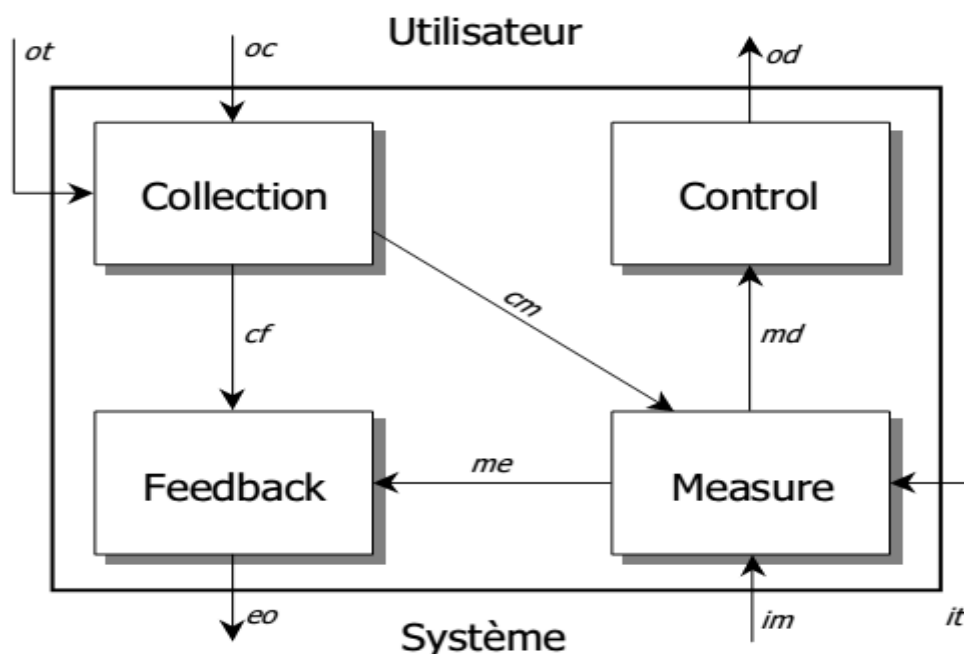 Utilisateur
ot
oc
od
Collection
Control
cm
cf
md
Feedback
me
Measure
eo
Système
im
it